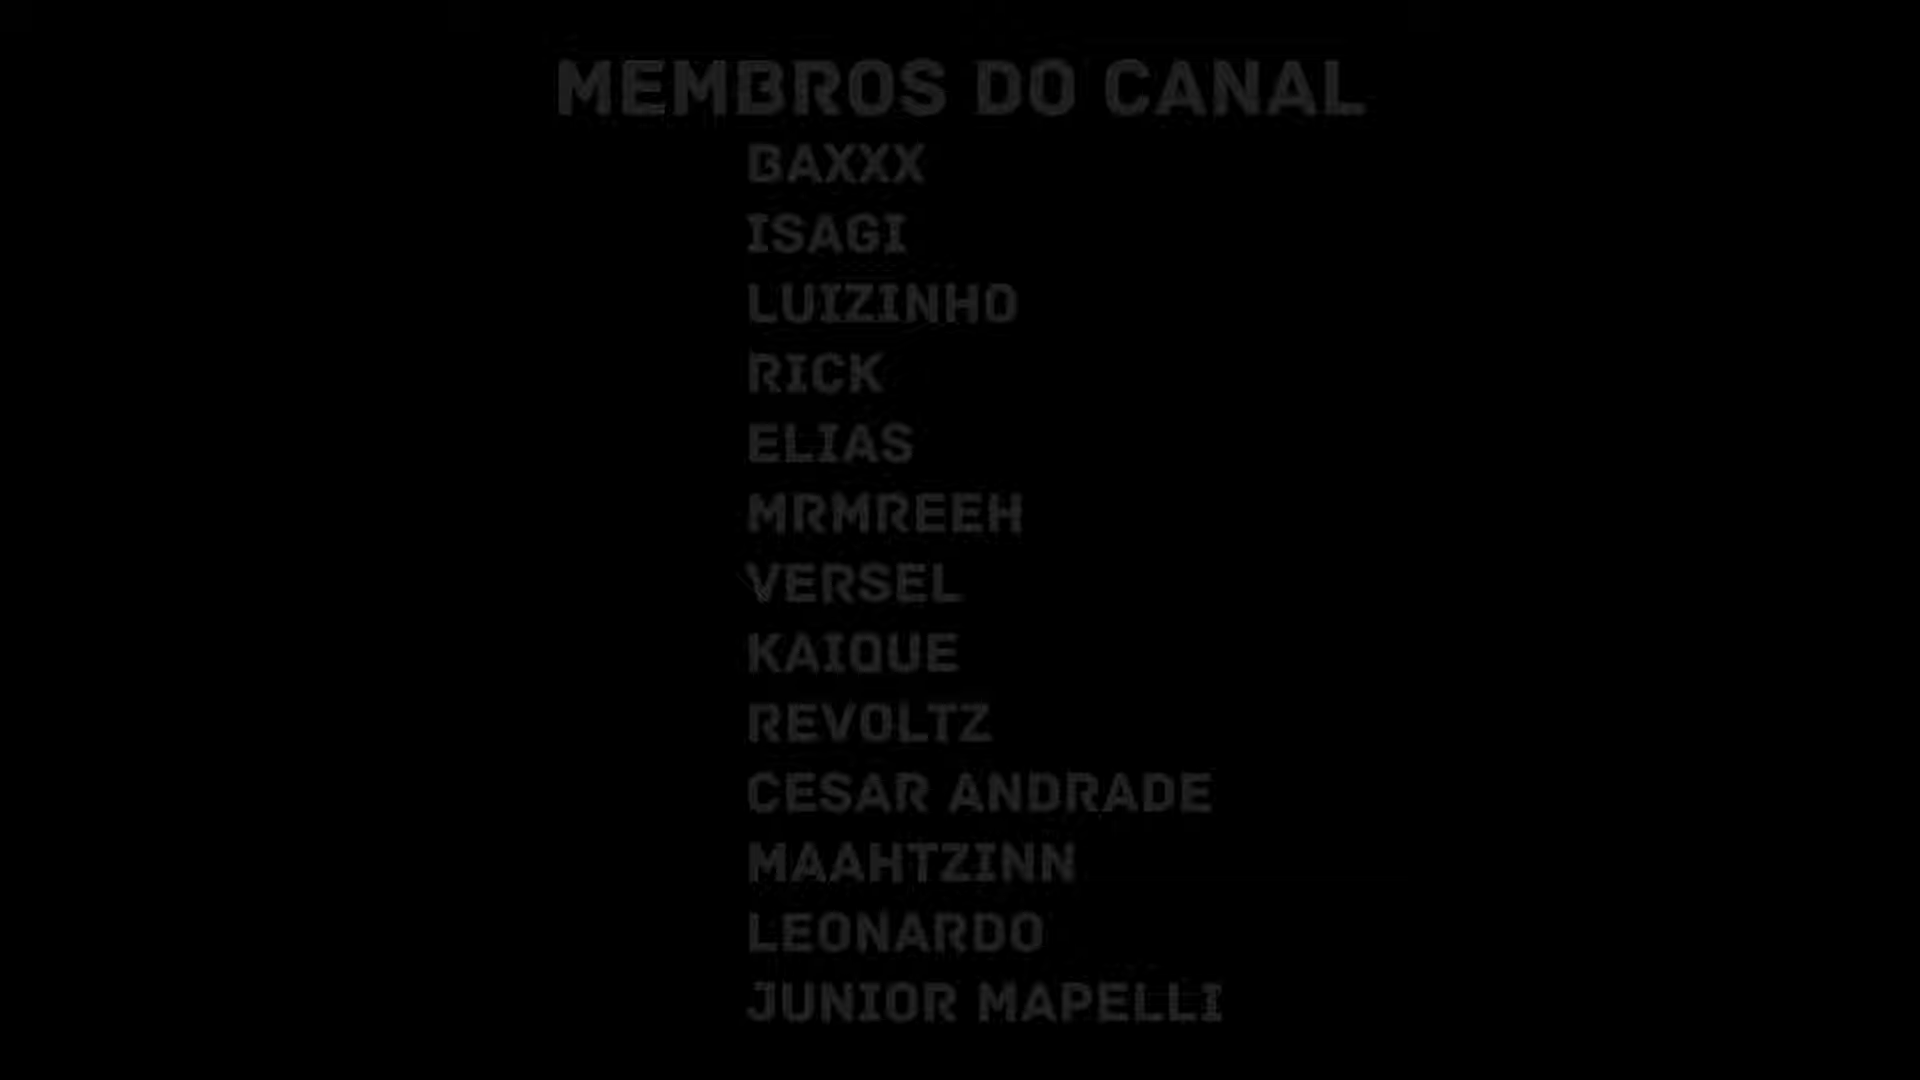 MEMBROS DO CANAL
BAXXX
ISAGI
LUIZINHO
RICK
ELIAS
MRMREEH
VERSEL
KAIQUE
REVOLTZ
CESAR ANDRADE
MAAHTZINN
LEONARDO
JUNIOR MAPELLI